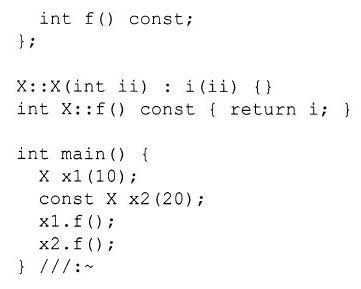 int f() const;
};
X::X(int ii) : i(ii) {}
int X::f() const { return i; }
int main() {
X x1(10);
const X x2(20);
x1.f();
x2.f();
} ///:~